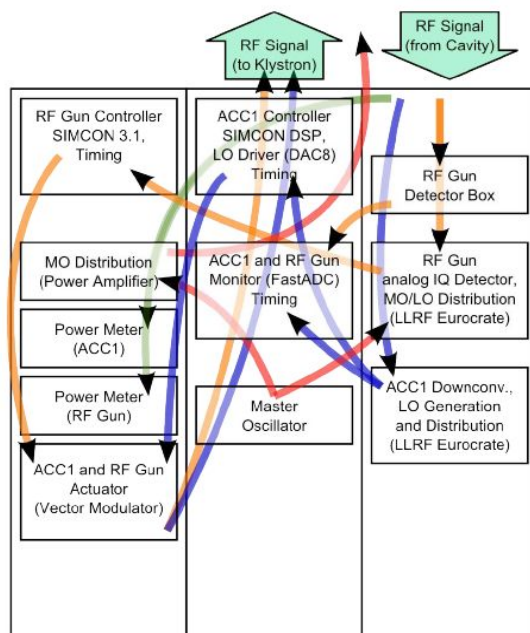 RF Signal
(to Klystron)
RF Signal
(from Cavity)
RF Gun Controller
SIMCON 3.1,
Timing
MO Distribution
(Power Amplifier)
Power Meter
(ACC1)
Power Meter
(RF Gun)
ACC1 and RF Gun
Actuator
(Vector Modulator)
ACC1 Controller
SIMCON DSP,
LO Driver (DAC8)
Timing
ACC1 and RF Gun
Monitor (FastADC)
Timing
Master
Oscillator
RF Gun
Detector Box
RF Gun
analog IQ Detector,
MO/LO Distribution
(LLRF Eurocrate)
ACC1 Downconv.,
LO Generation
and Distribution
(LLRF Eurocrate)